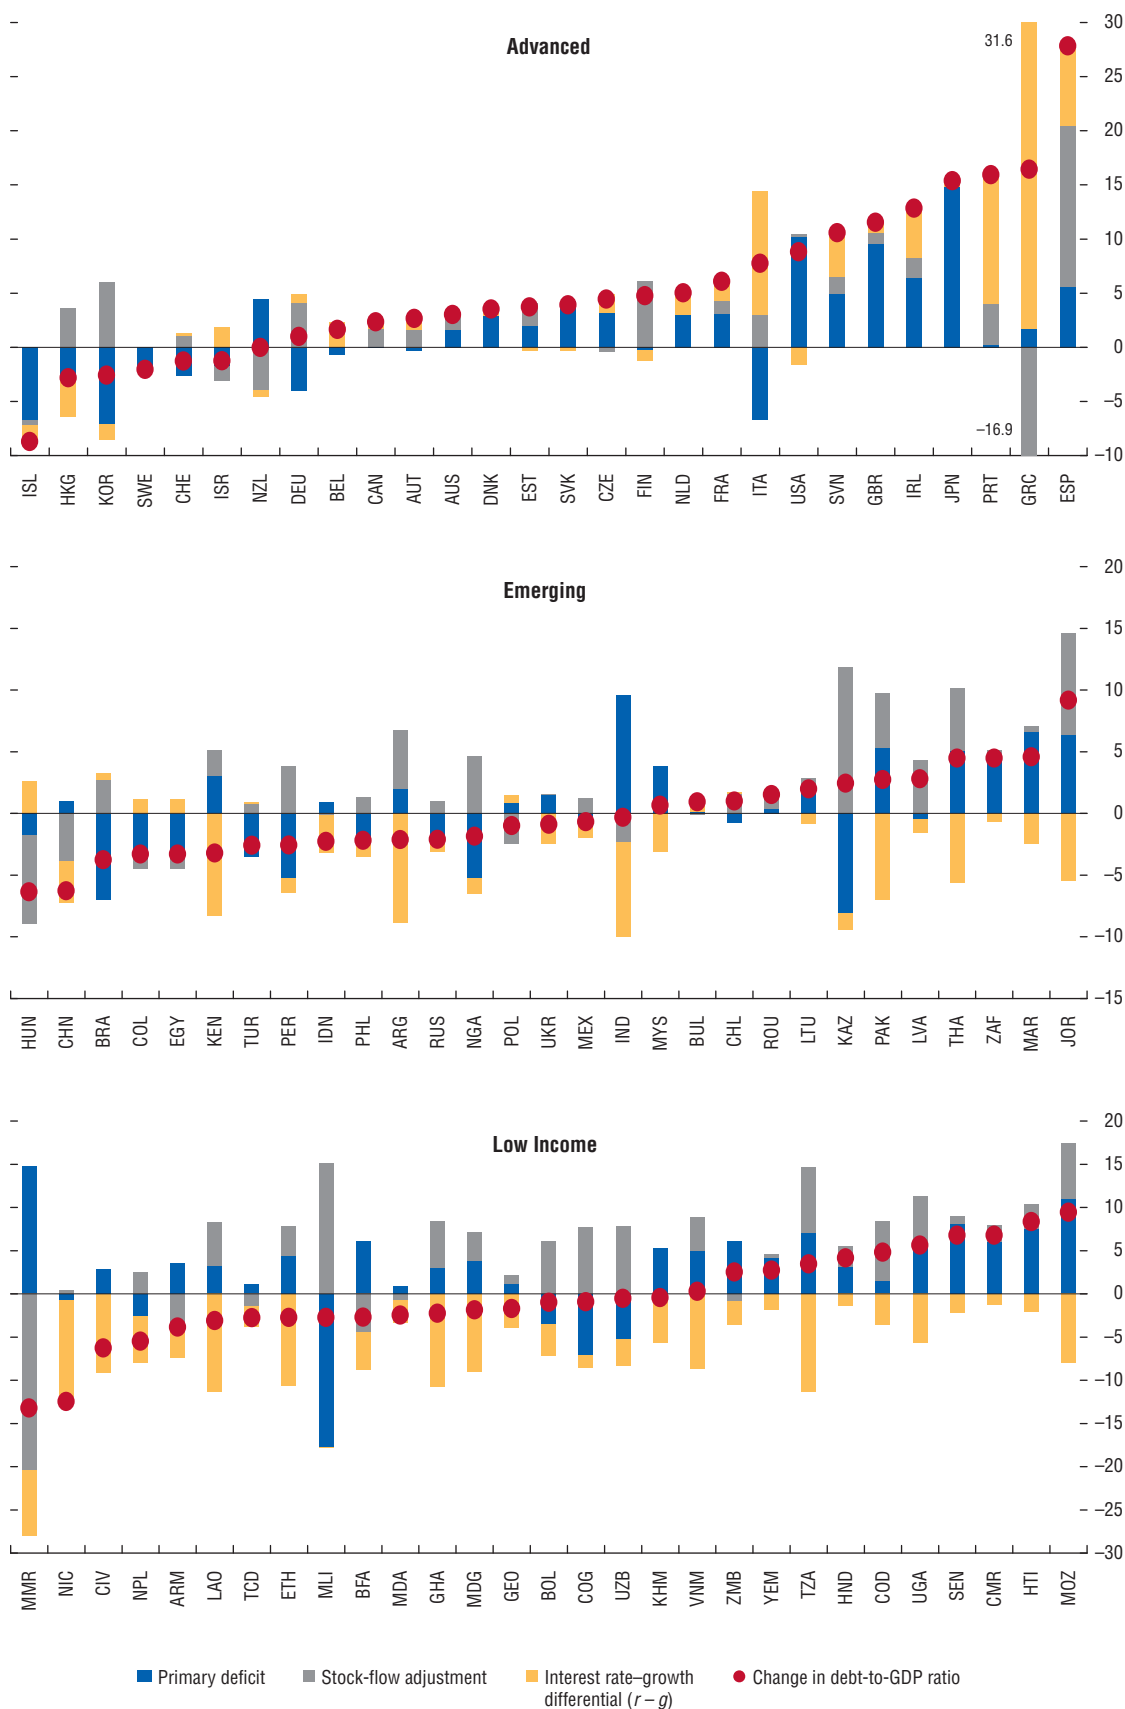 Advanced
30
25
20
15
10
5
0
–5
–10
31.6
–16.9
ISL
HKG
KOR
SWE
CHE
ISR
NZL
DEU
BEL
CAN
AUT
AUS
DNK
EST
SVK
CZE
FIN
NLD
FRA
ITA
USA
SVN
GBR
IRL
JPN
PRT
GRC
ESP
Emerging
20
15
10
5
0
–5
–10
–15
HUN
CHN
BRA
COL
EGY
KEN
TUR
PER
IDN
PHL
ARG
RUS
NGA
POL
UKR
MEX
IND
MYS
BUL
CHL
ROU
LTU
KAZ
PAK
LVA
THA
ZAF
MAR
JOR
Low Income
20
15
10
5
0
–5
–10
–15
–20
–25
–30
MMR
NIC
CIV
NPL
ARM
LAO
TCD
ETH
MLI
BFA
MDA
GHA
MDG
GEO
BOL
COG
UZB
KHM
VNM
ZMB
YEM
TZA
HND
COD
UGA
SEN
CMR
HTI
MOZ
Primary deficit
Stock-flow adjustment
Interest rate–growth
differential (r – g)
Change in debt-to-GDP ratio